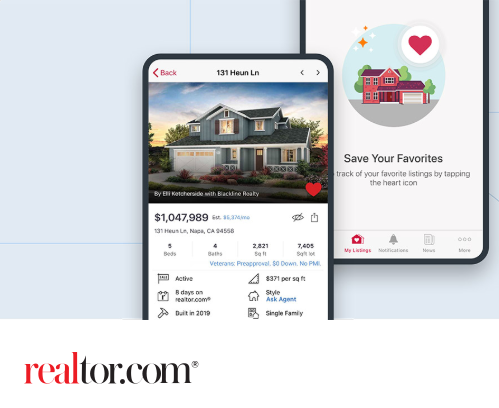 Back
131 Heun Ln
By Elli Ketcherside with Blackline Realty
$1,047,989 Est. $5,374/mo
131 Heun Ln, Napa, CA 94558
5
Beds
4
Baths
2,821
Sq ft
7,405
Sqft lot
Veterans: Preapproval. $0 Down. No PMI.
SALE
Active
$371 per sq ft
8 days on
realtor.com®
Style
Ask Agent
Built in 2019
Single Family
Save Your Favorites
track of your favorite listings by tapping
the heart icon
My Listings
Notifications
News
More
realtor.com®